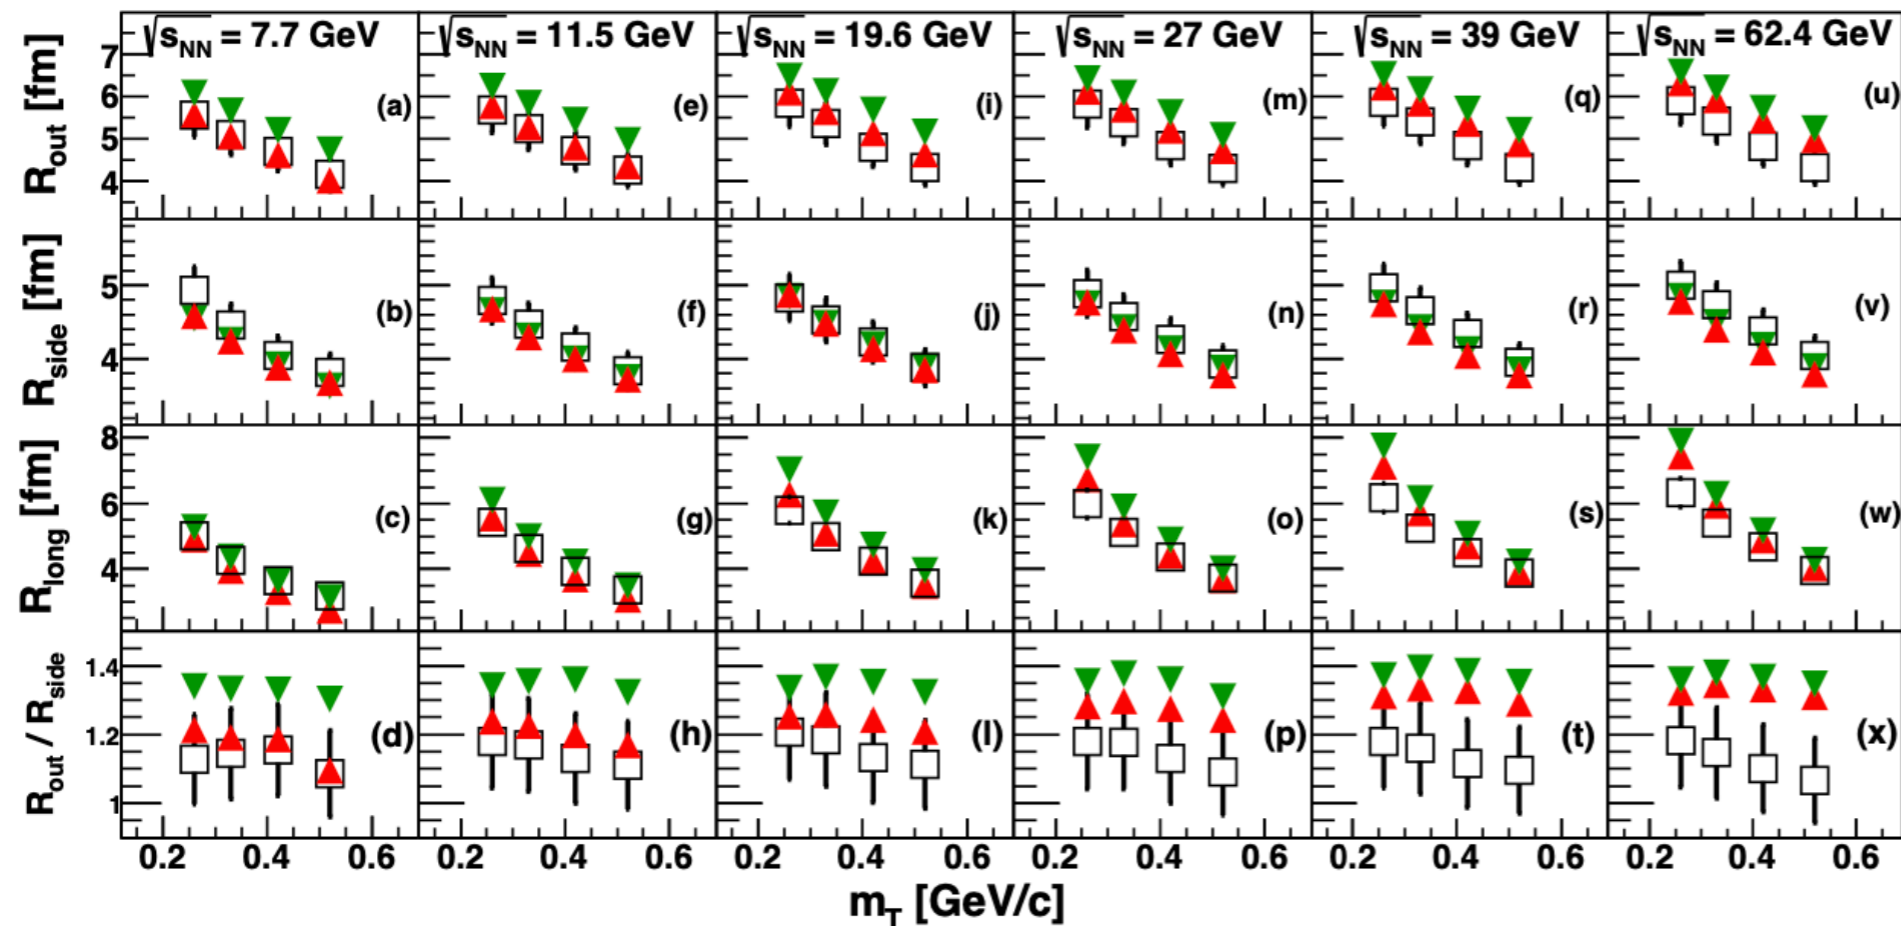 √sNN = 7.7 GeV √sNN = 11.5 GeV √sNN = 19.6 GeV √sNN = 27 GeV √sNN = 39 GeV √sNN = 62.4 GeV
Rout [fm]
7
6
5
4
(a) (e) (i) (m) (q) (u)
Rside [fm]
5
4
(b) (f) (j) (n) (r) (v)
Rlong [fm]
8
6
4
(c) (g) (k) (o) (s) (w)
Rout / Rside
1.4
1.2
1
(d) (h) (l) (p) (t) (x)
0.2 0.4 0.6 0.2 0.4 0.6 0.2 0.4 0.6 0.2 0.4 0.6 0.2 0.4 0.6 0.2 0.4 0.6
mT [GeV/c]